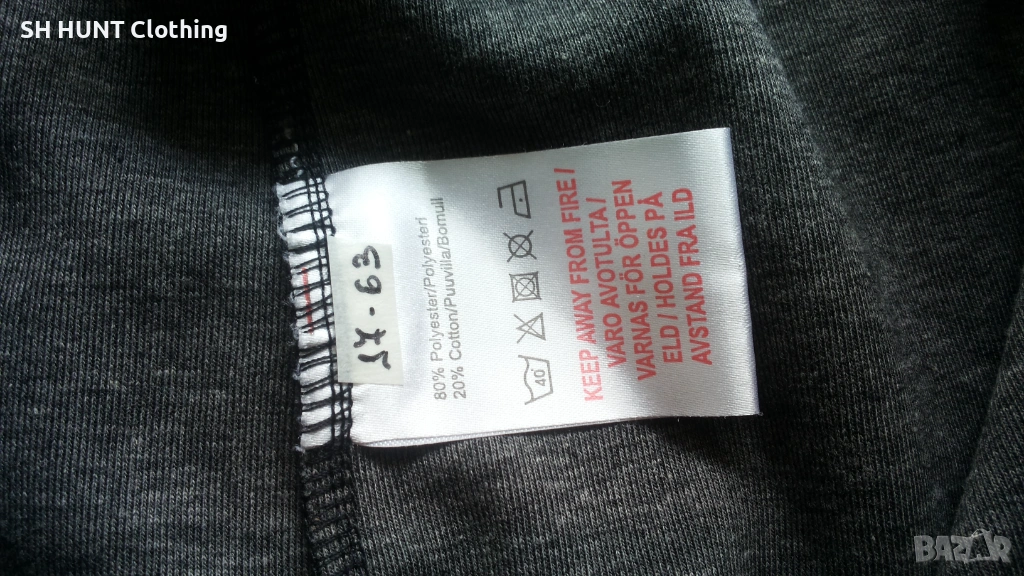 SH HUNT Clothing
57-63
80% Polyester/Polyesteri
20% Cotton/Puuvilla/Bomull
40°
KEEP AWAY FROM FIRE/
VARO AVOTULTA/
VARNAS FÖR ÖPPEN
ELD/HOLDES PÅ
AVSTAND FRA ILD
BAZAR